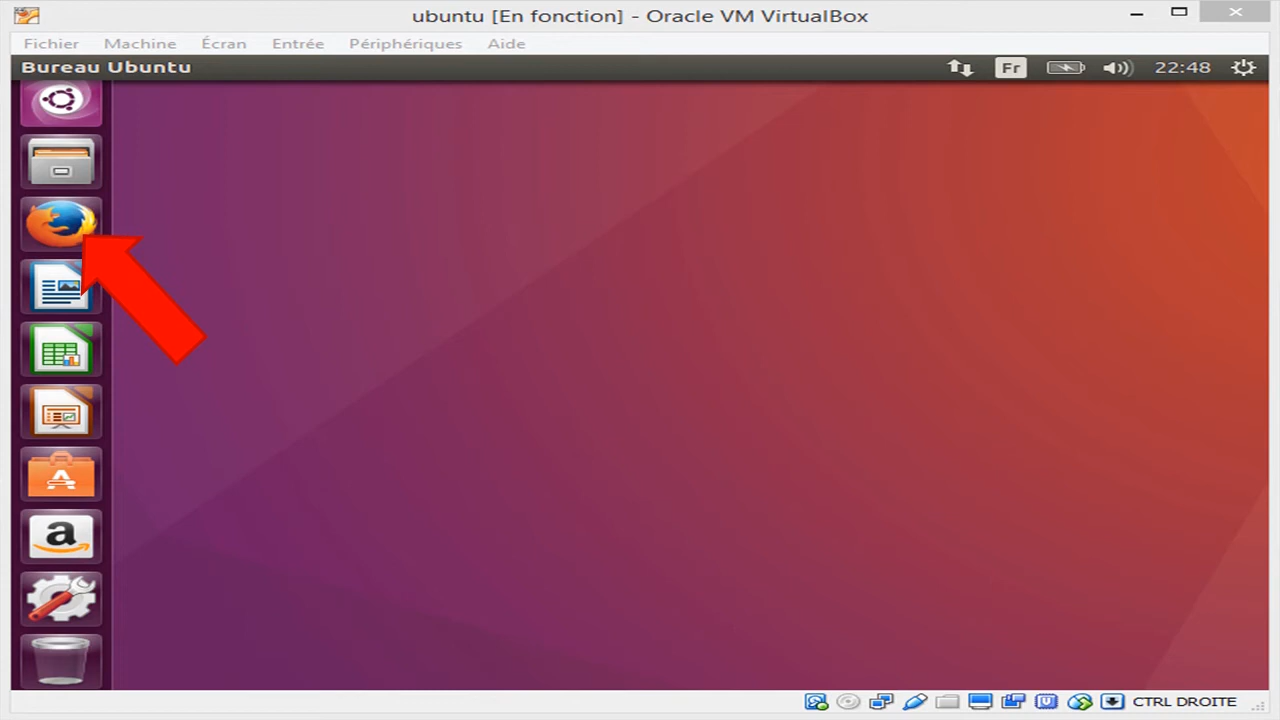 ubuntu [En fonction] - Oracle VM VirtualBox
Fichier Machine Écran Entrée Périphériques Aide
Bureau Ubuntu Fr 22:48
a
CTRL DROITE